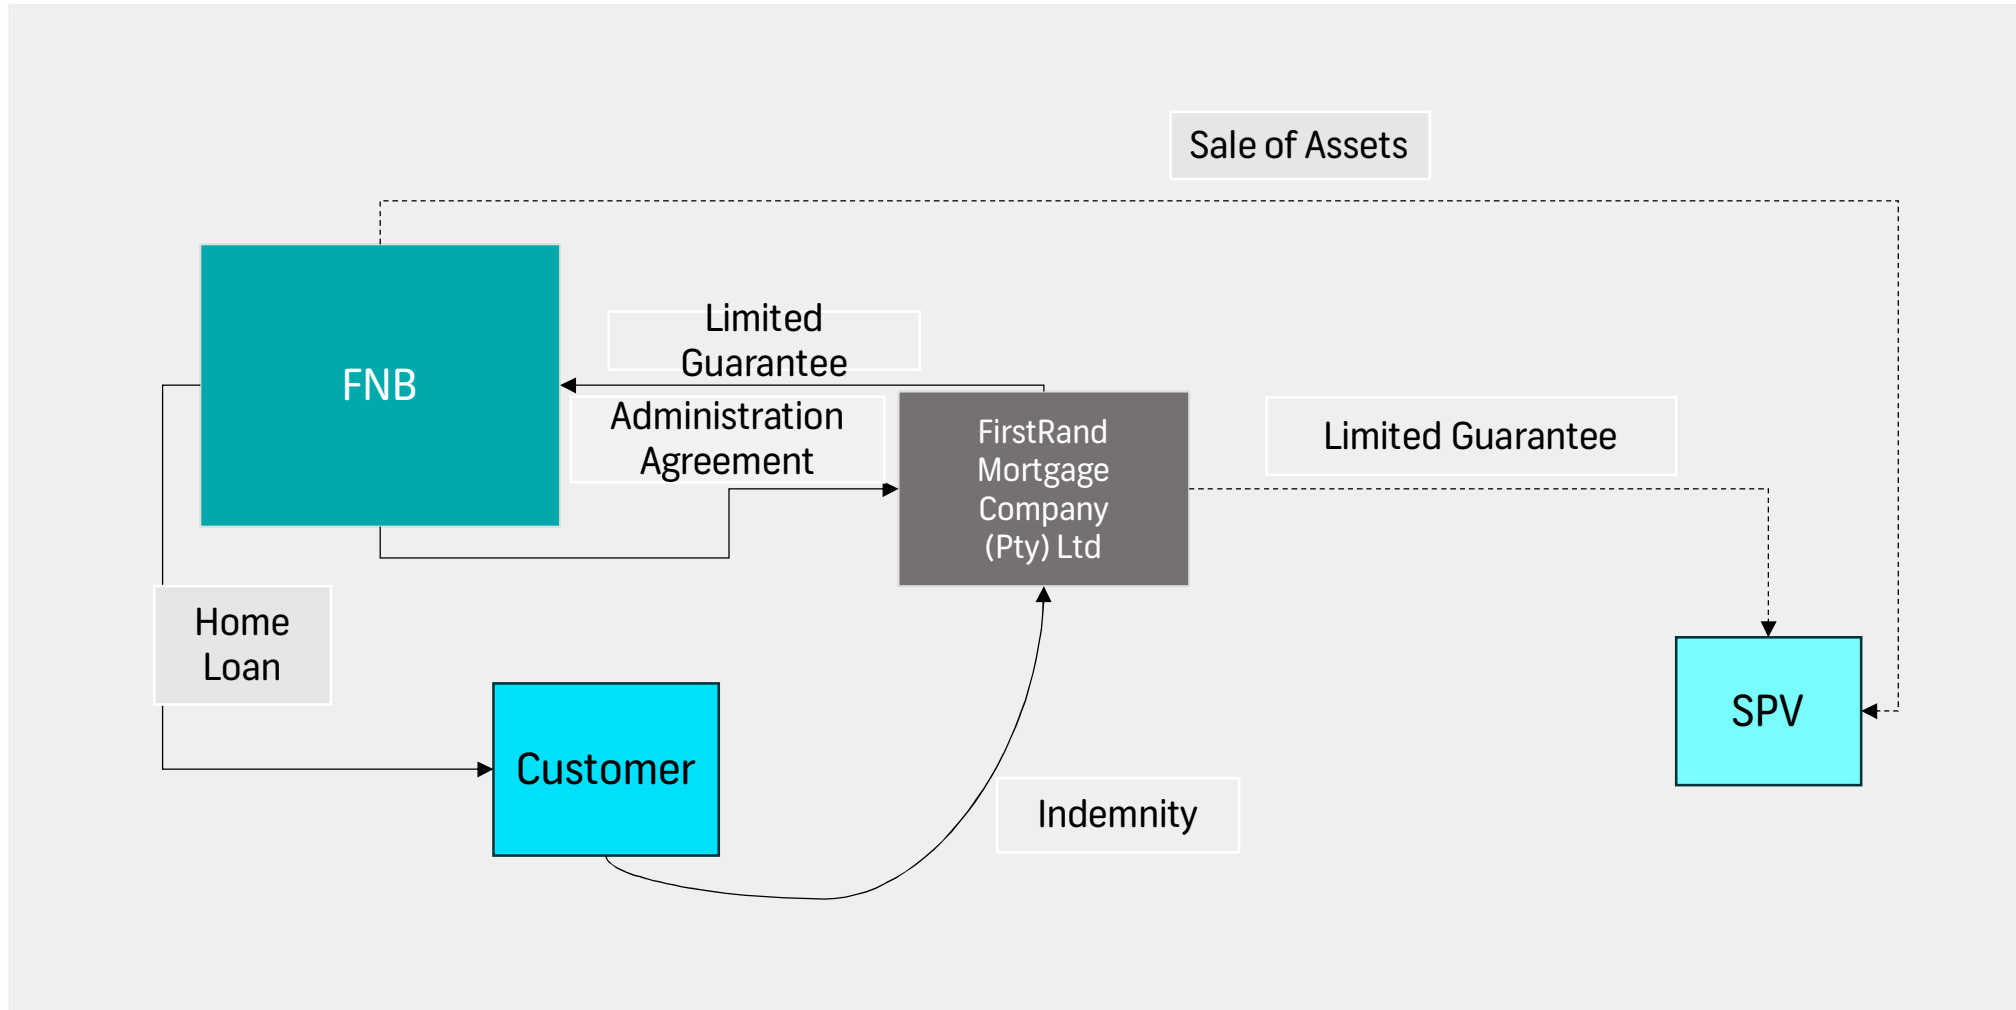 Sale of Assets
Limited
Guarantee
FNB
Administration
Agreement
FirstRand
Mortgage
Company
(Pty) Ltd
Limited Guarantee
Home
Loan
SPV
Customer
Indemnity